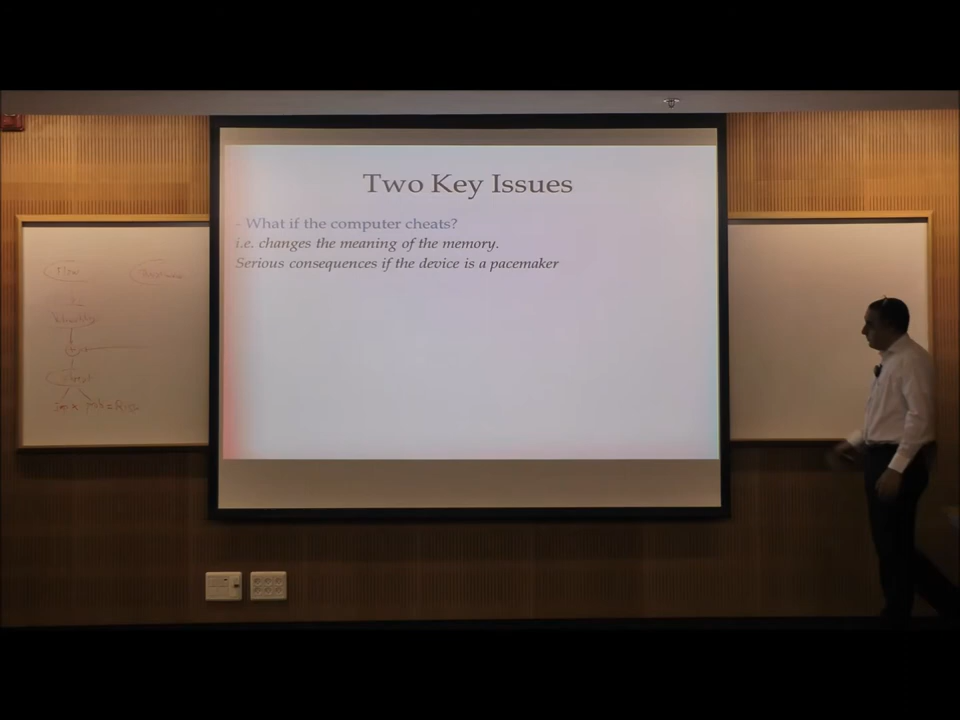 Two Key Issues
- What if the computer cheats?
i.e. changes the meaning of the memory.
Serious consequences if the device is a pacemaker